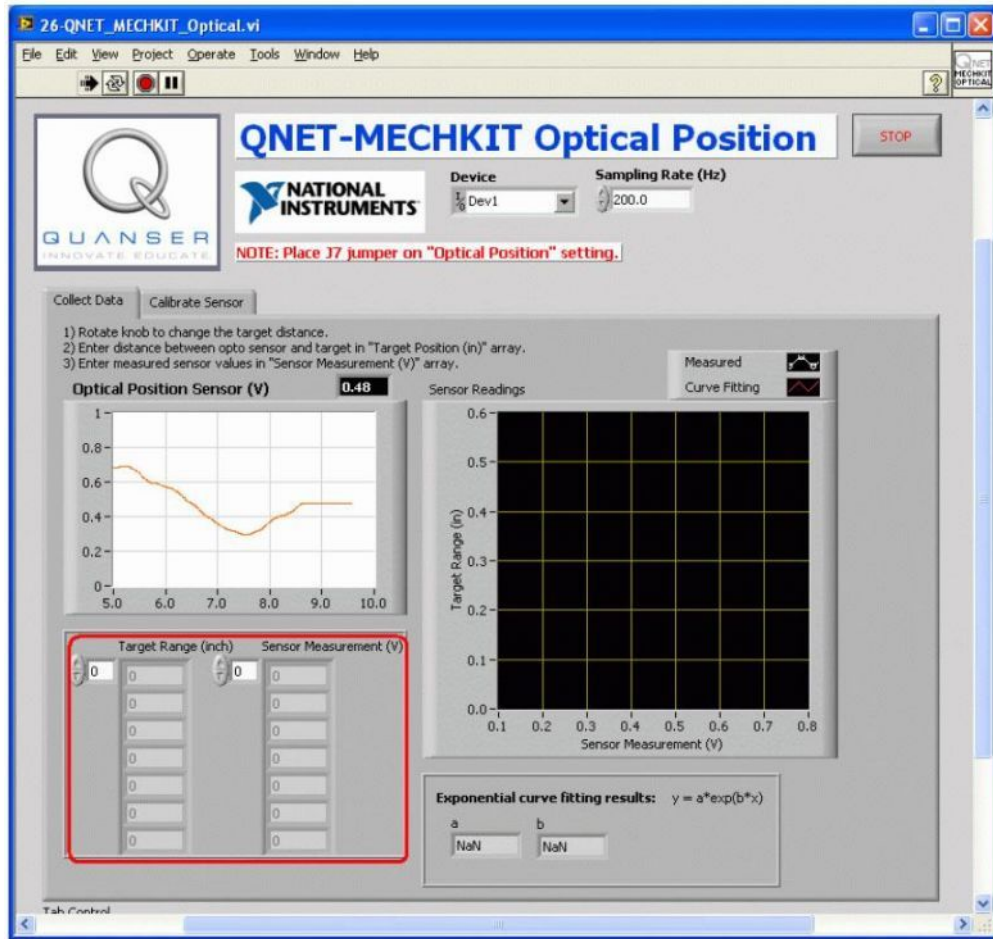 26-QNET_MECHKIT_Optical.vi
File Edit View Project Operate Tools Window Help
QNET
MECHKIT
OPTICAL
QUANSER
INNOVATE EDUCATE
QNET-MECHKIT Optical Position
STOP
NATIONAL
INSTRUMENTS
Device
Dev1
Sampling Rate (Hz)
200.0
NOTE: Place J7 jumper on "Optical Position" setting.
Collect Data
Calibrate Sensor
1) Rotate knob to change the target distance.
2) Enter distance between opto sensor and target in "Target Position (in)" array.
3) Enter measured sensor values in "Sensor Measurement (V)" array.
Optical Position Sensor (V) 0.48
1
0.8
0.6
0.4
0.2
0
5.0 6.0 7.0 8.0 9.0 10.0
Sensor Readings
Measured
Curve Fitting
Target Range (in)
0.6
0.5
0.4
0.3
0.2
0.1
0.0
0.1 0.2 0.3 0.4 0.5 0.6 0.7 0.8
Sensor Measurement (V)
Target Range (inch) Sensor Measurement (V)
0 0 0 0
0 0
0 0
0 0
0 0
0 0
0 0
Exponential curve fitting results: y = a*exp(b*x)
a b
NaN NaN
Tab Control